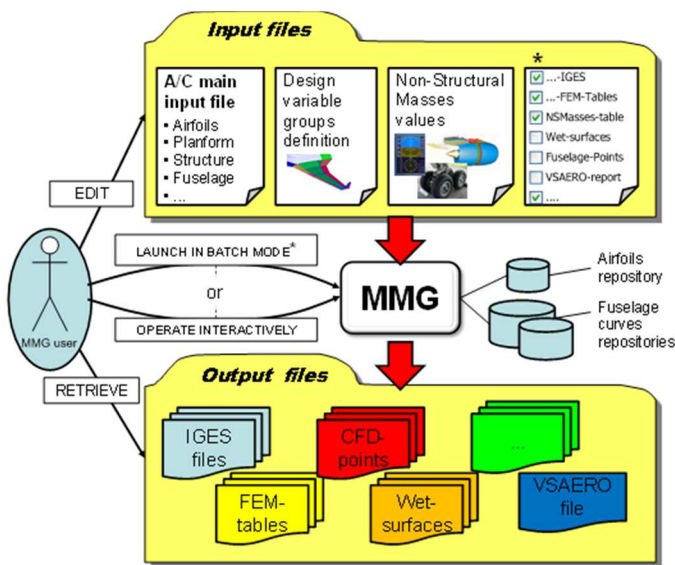 Input files
A/C main
input file
▪ Airfoils
▪ Planform
▪ Structure
▪ Fuselage
▪ ...
Design
variable
groups
definition
Non-Structural
Masses
values
*
...-IGES
...-FEM-Tables
NSMasses-table
Wet-surfaces
Fuselage-Points
VSAERO-report
....
EDIT
LAUNCH IN BATCH MODE*
or
OPERATE INTERACTIVELY
MMG user
RETRIEVE
MMG
Airfoils
repository
Fuselage
curves
repositories
Output files
IGES
files
CFD-
points
...
FEM-
tables
Wet-
surfaces
VSAERO
file